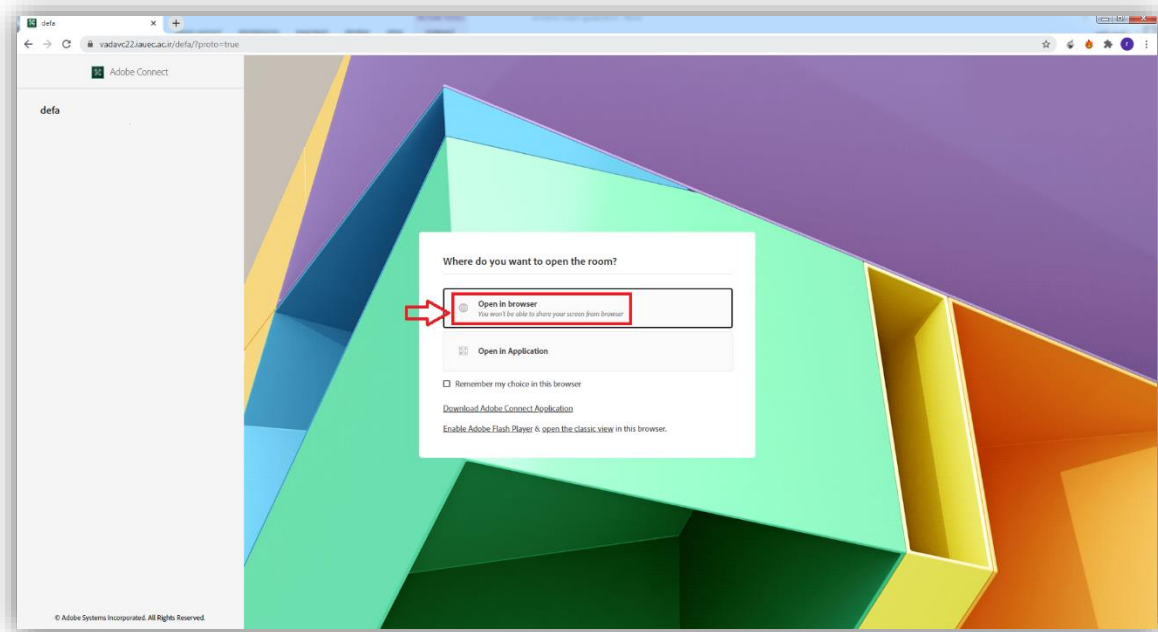 defa
vadavc22.iauec.ac.ir/defa/?proto=true
Adobe Connect
defa
Where do you want to open the room?
Open in browser
You won't be able to share your screen from browser
Open in Application
Remember my choice in this browser
Download Adobe Connect Application
Enable Adobe Flash Player & open the classic view in this browser.
© Adobe Systems Incorporated. All Rights Reserved.